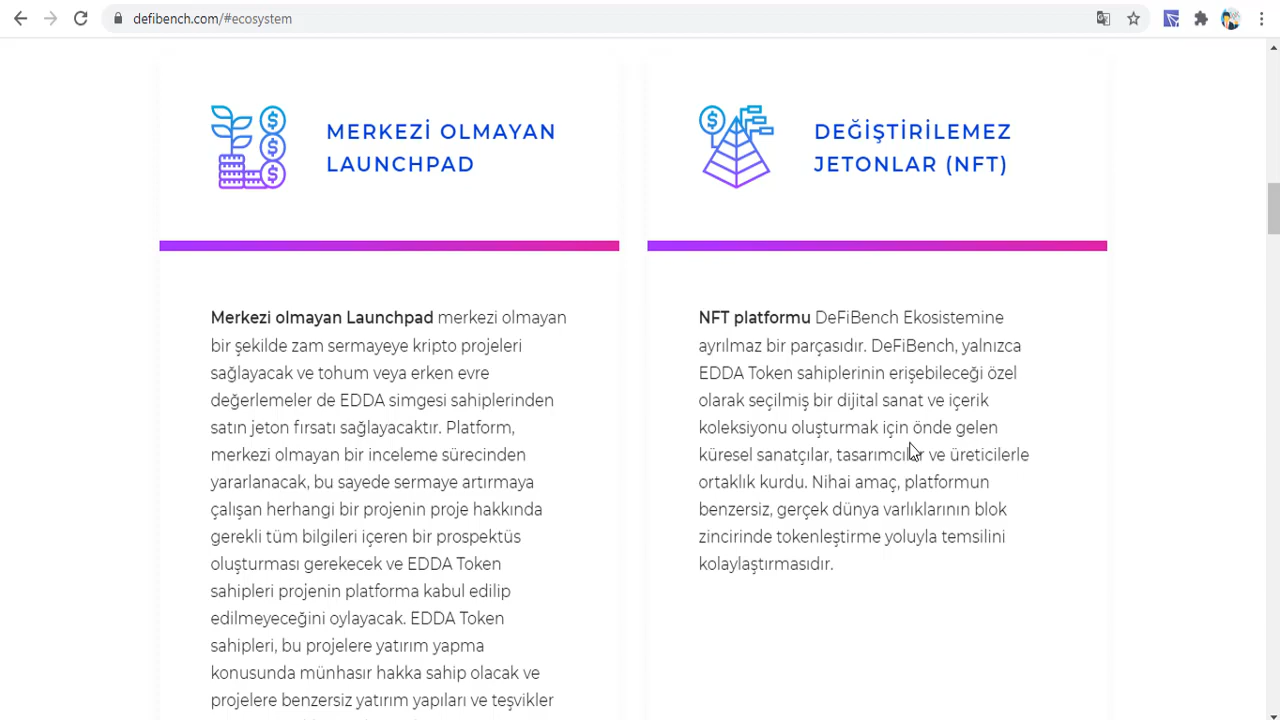 defibench.com/#ecosystem
MERKEZİ OLMAYAN
LAUNCHPAD
Merkezi olmayan Launchpad merkezi olmayan
bir şekilde zam sermayeye kripto projeleri
sağlayacak ve tohum veya erken evre
değerlemeler de EDDA simgesi sahiplerinden
satın jeton fırsatı sağlayacaktır. Platform,
merkezi olmayan bir inceleme sürecinden
yararlanacak, bu sayede sermaye artırmaya
çalışan herhangi bir projenin proje hakkında
gerekli tüm bilgileri içeren bir prospektüs
oluşturması gerekecek ve EDDA Token
sahipleri projenin platforma kabul edilip
edilmeyeceğini oylayacak. EDDA Token
sahipleri, bu projelere yatırım yapma
konusunda münhasır hakka sahip olacak ve
projelere benzersiz yatırım yapıları ve teşvikler
DEĞİŞTİRİLEMEZ
JETONLAR (NFT)
NFT platformu DeFiBench Ekosistemine
ayrılmaz bir parçasıdır. DeFiBench, yalnızca
EDDA Token sahiplerinin erişebileceği özel
olarak seçilmiş bir dijital sanat ve içerik
koleksiyonu oluşturmak için önde gelen
küresel sanatçılar, tasarımcılar ve üreticilerle
ortaklık kurdu. Nihai amaç, platformun
benzersiz, gerçek dünya varlıklarının blok
zincirinde tokenleştirme yoluyla temsilini
kolaylaştırmasıdır.